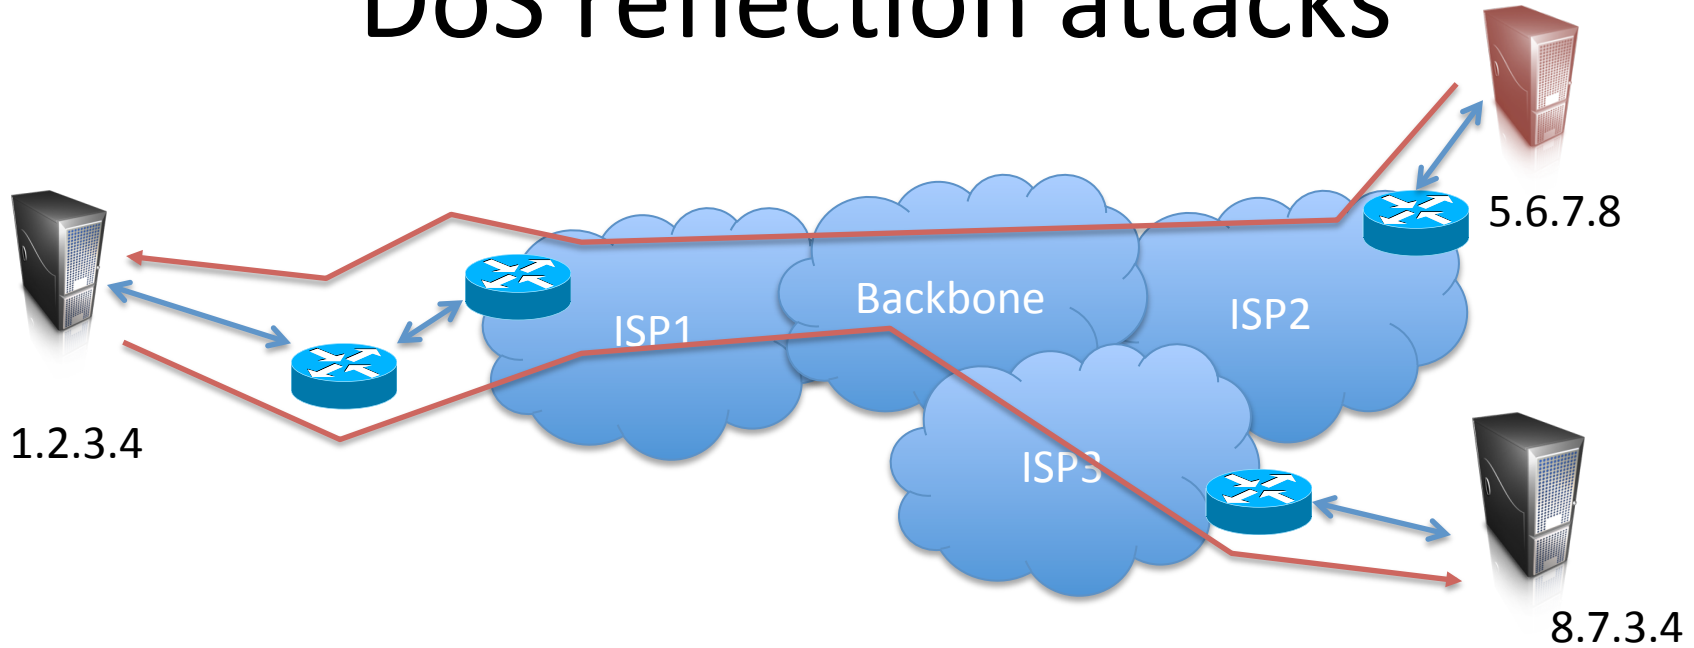 DoS reflection attacks
5.6.7.8
Backbone
ISP1
ISP2
1.2.3.4
ISP3
8.7.3.4